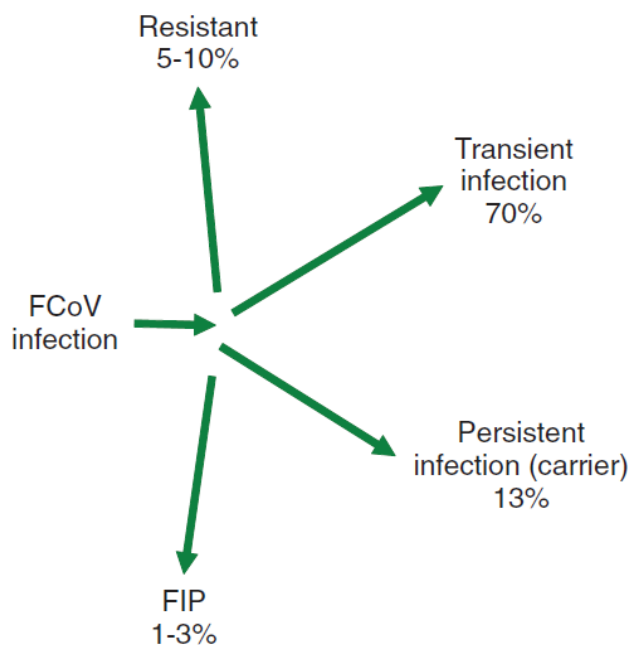 Resistant
5-10%
Transient
infection
70%
FCoV
infection
Persistent
infection (carrier)
13%
FIP
1-3%